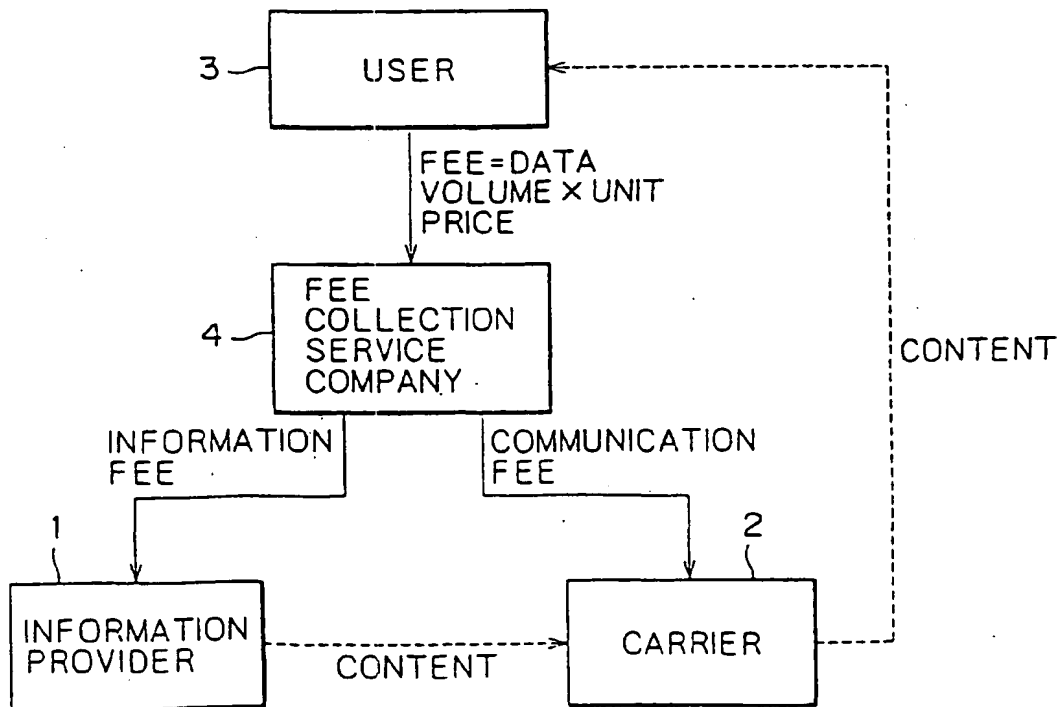 3
USER
FEE=DATA
VOLUME×UNIT
PRICE
4
FEE
COLLECTION
SERVICE
COMPANY
CONTENT
INFORMATION
FEE
COMMUNICATION
FEE
1
2
INFORMATION
PROVIDER
CONTENT
CARRIER